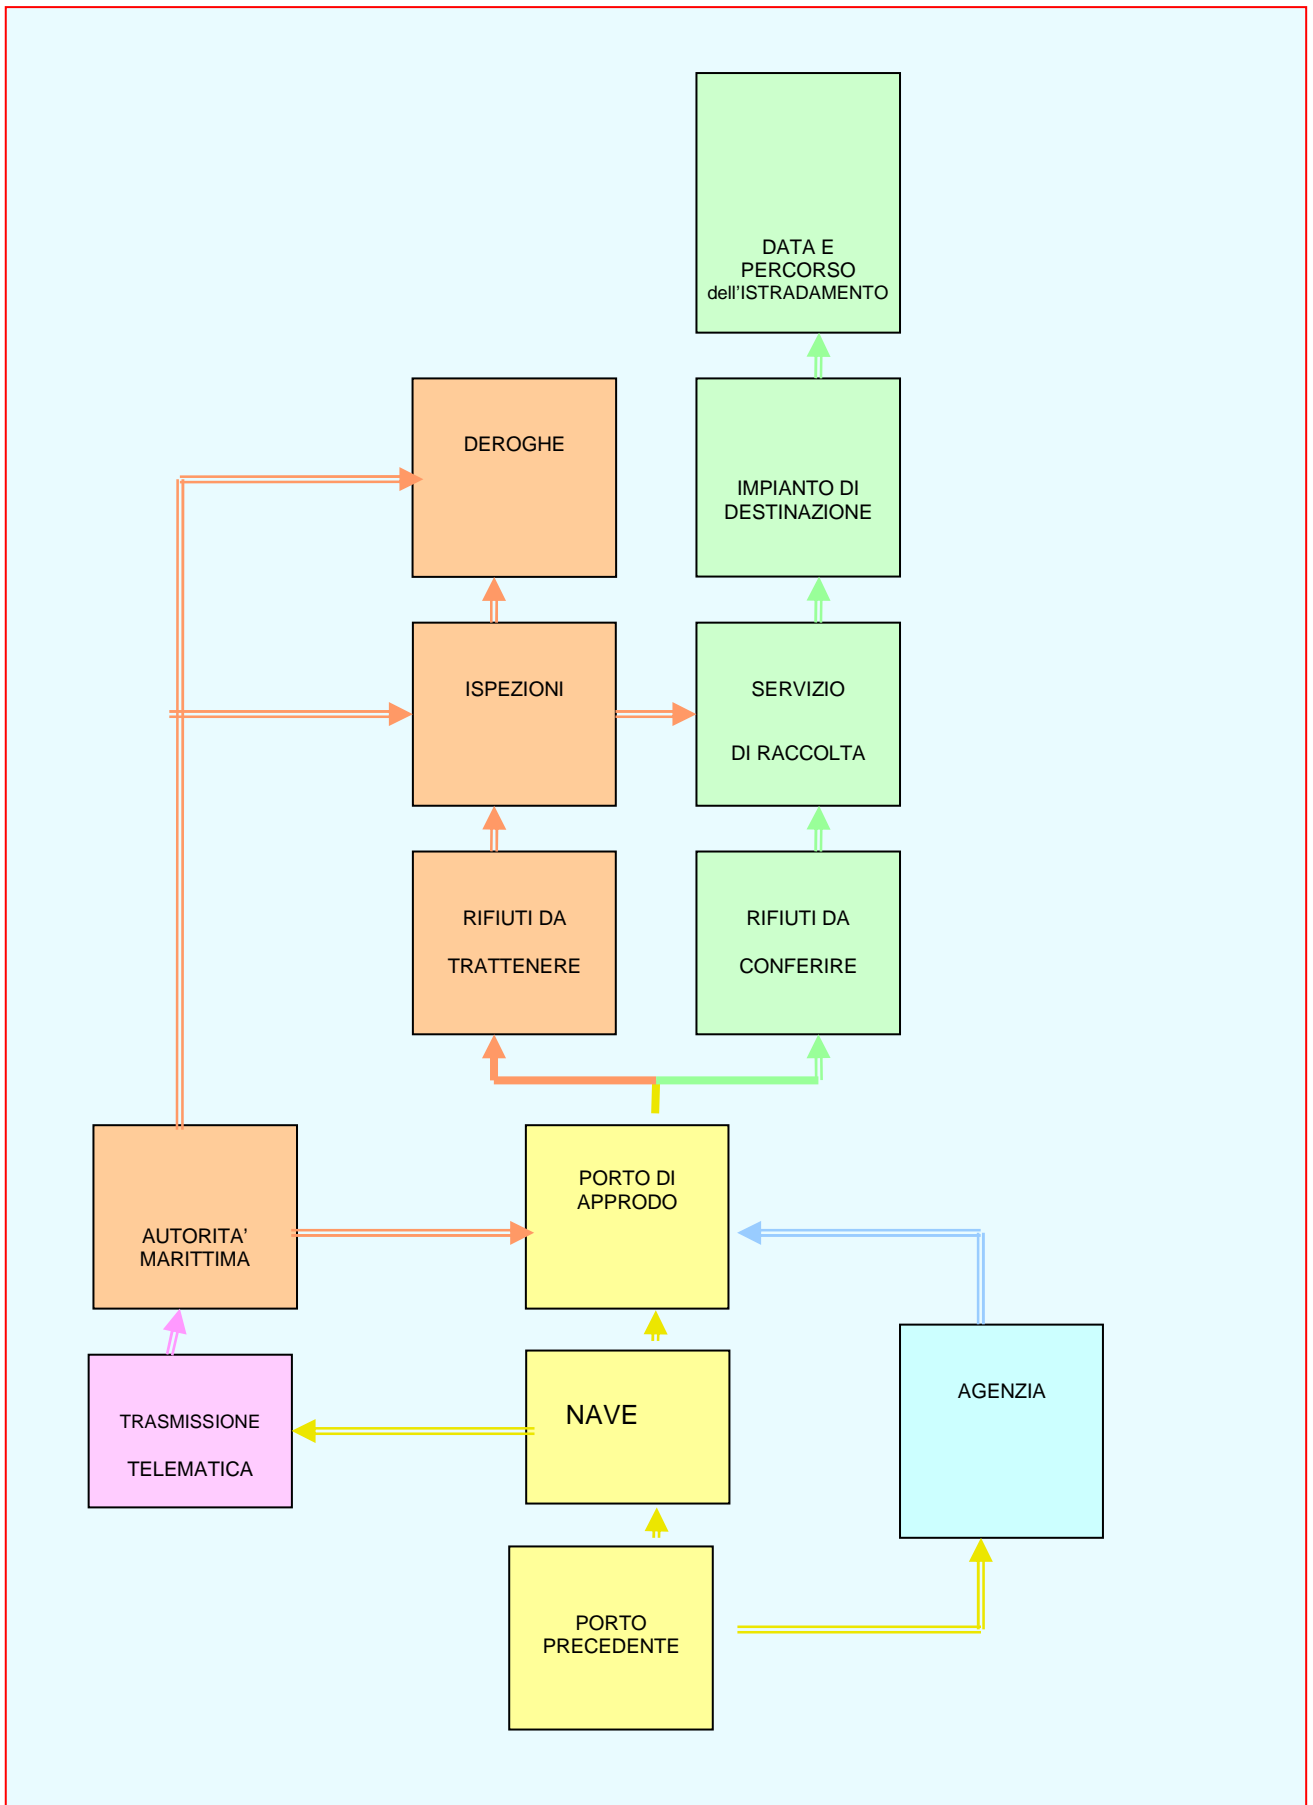 DATA E
PERCORSO
dell’ISTRADAMENTO
DEROGHE
IMPIANTO DI
DESTINAZIONE
ISPEZIONI
SERVIZIO
DI RACCOLTA
RIFIUTI DA
TRATTENERE
RIFIUTI DA
CONFERIRE
PORTO DI
APPRODO
AUTORITA’
MARITTIMA
NAVE
AGENZIA
TRASMISSIONE
TELEMATICA
PORTO
PRECEDENTE